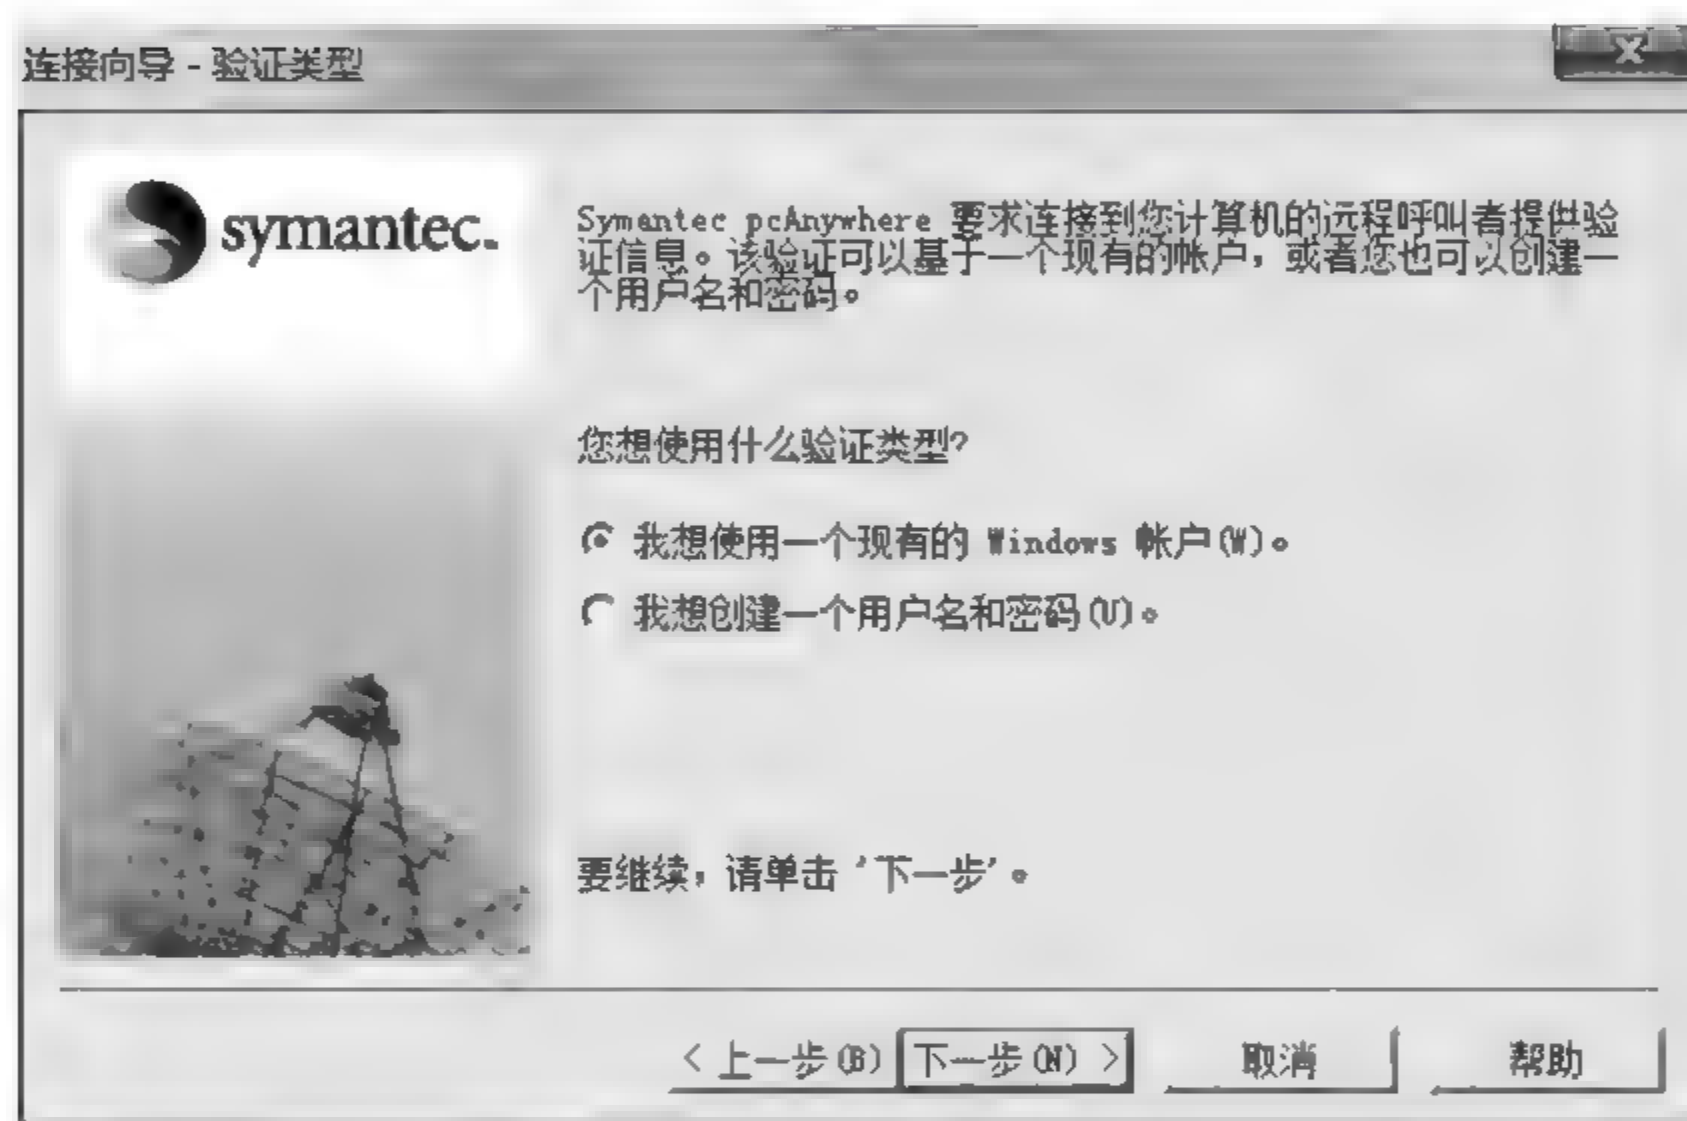 连接向导 - 验证类型
symantec.
Symantec pcAnywhere 要求连接到您计算机的远程呼叫者提供验
证信息。该验证可以基于一个现有的帐户，或者您也可以创建一
个用户名和密码。
您想使用什么验证类型?
我想使用一个现有的 Windows 帐户(W)。
我想创建一个用户名和密码(U)。
要继续，请单击 '下一步'。
< 上一步(B) 下一步(N) > 取消 帮助